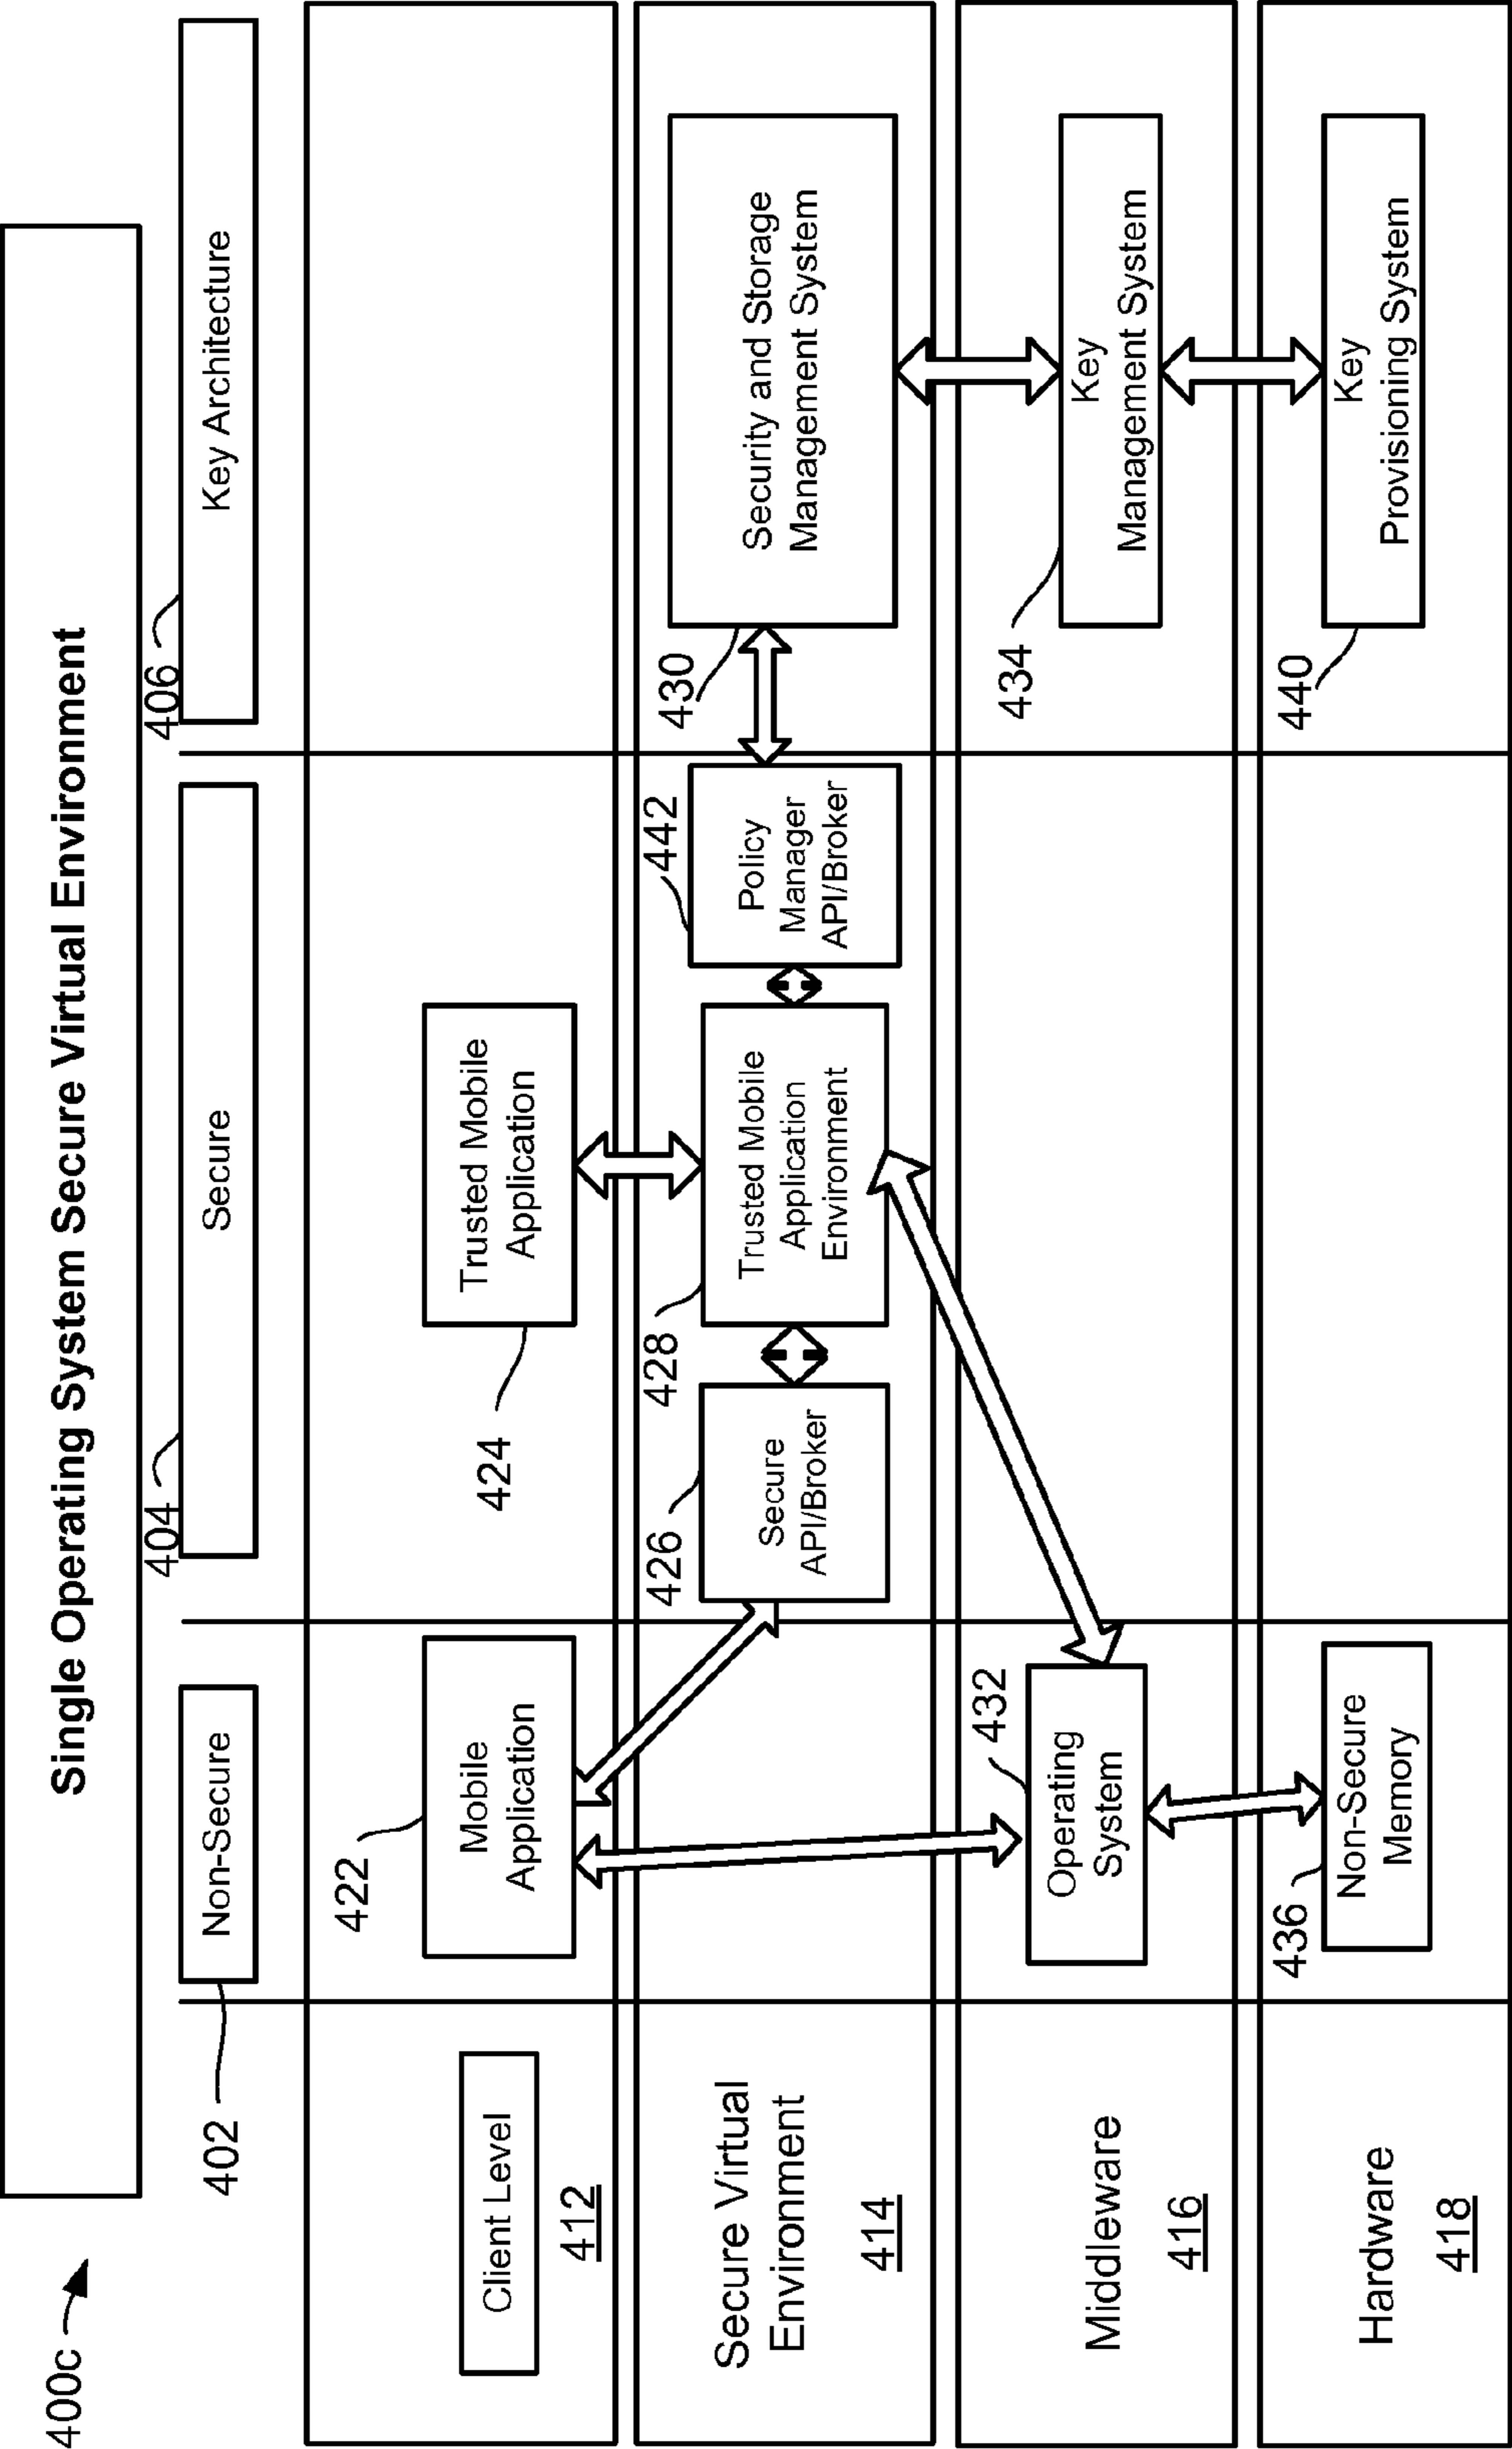 400c
Single Operating System Secure Virtual Environment
402
Non-Secure
404
Secure
406
Key Architecture
Client Level
412
422
Mobile
Application
424
Trusted Mobile
Application
Secure Virtual
Environment
414
426
Secure
API/Broker
428
Trusted Mobile
Application
Environment
442
Policy
Manager
API/Broker
430
Security and Storage
Management System
Middleware
416
432
Operating
System
434
Key
Management System
Hardware
418
436
Non-Secure
Memory
440
Key
Provisioning System